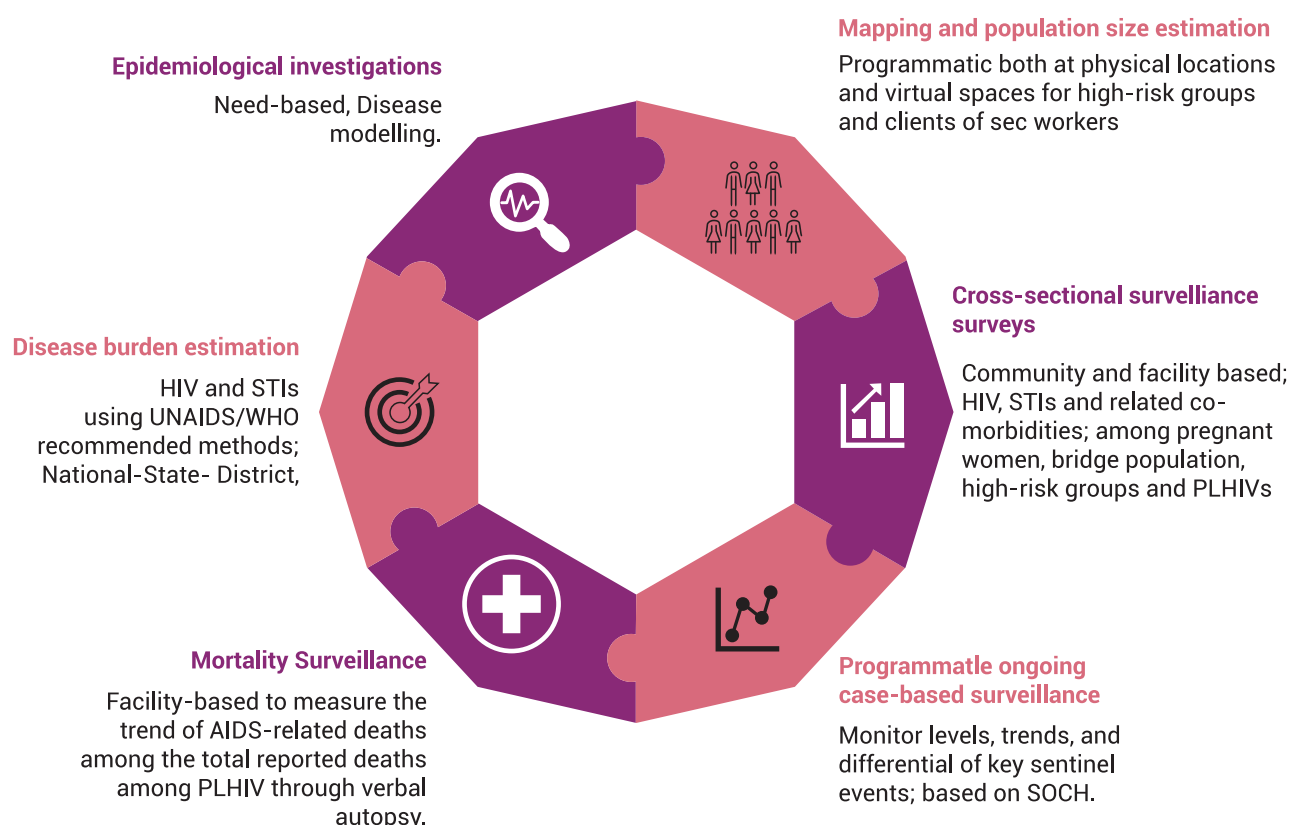 Epidemiological investigations
Need-based, Disease
modelling.
Mapping and population size estimation
Programmatic both at physical locations
and virtual spaces for high-risk groups
and clients of sec workers
Cross-sectional survelliance
surveys
Community and facility based;
HIV, STIs and related co-
morbidities; among pregnant
women, bridge population,
high-risk groups and PLHIVs
Programmatle ongoing
case-based surveillance
Monitor levels, trends, and
differential of key sentinel
events; based on SOCH.
Mortality Surveillance
Facility-based to measure the
trend of AIDS-related deaths
among the total reported deaths
among PLHIV through verbal
autopsy.
Disease burden estimation
HIV and STIs
using UNAIDS/WHO
recommended methods;
National-State- District,